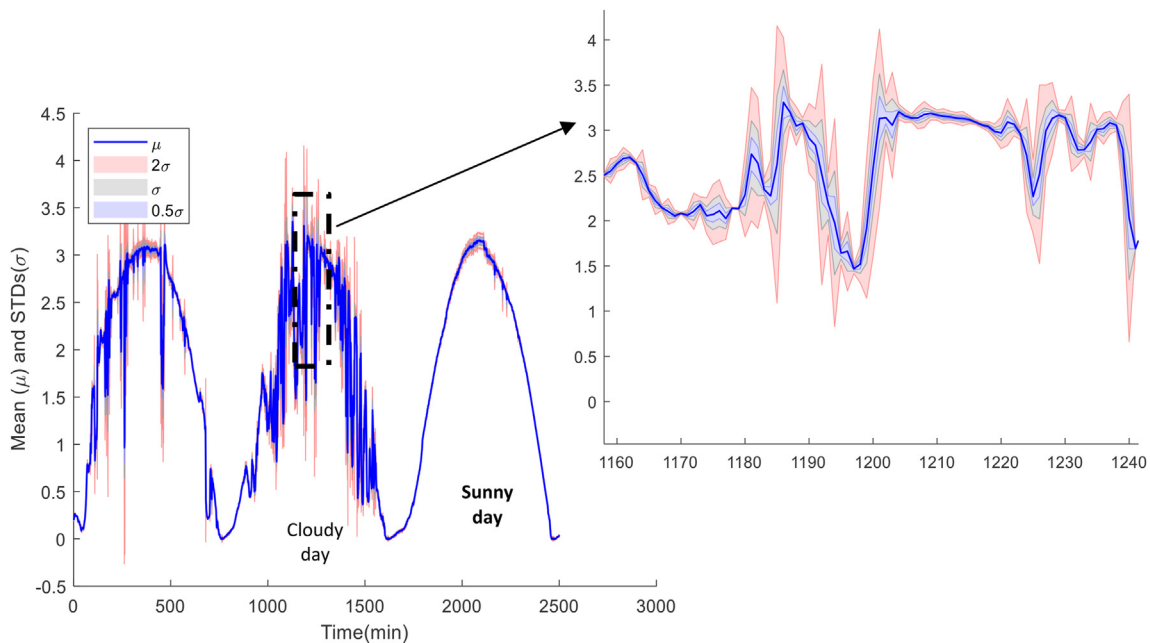 4
3.5
3
2.5
2
1.5
1
0.5
0
1160 1170 1180 1190 1200 1210 1220 1230 1240
4.5
4
3.5
3
2.5
2
1.5
1
0.5
0
-0.5
μ
2σ
σ
0.5σ
Mean (μ) and STDs(σ)
Cloudy
day
Sunny
day
0 500 1000 1500 2000 2500 3000
Time(min)